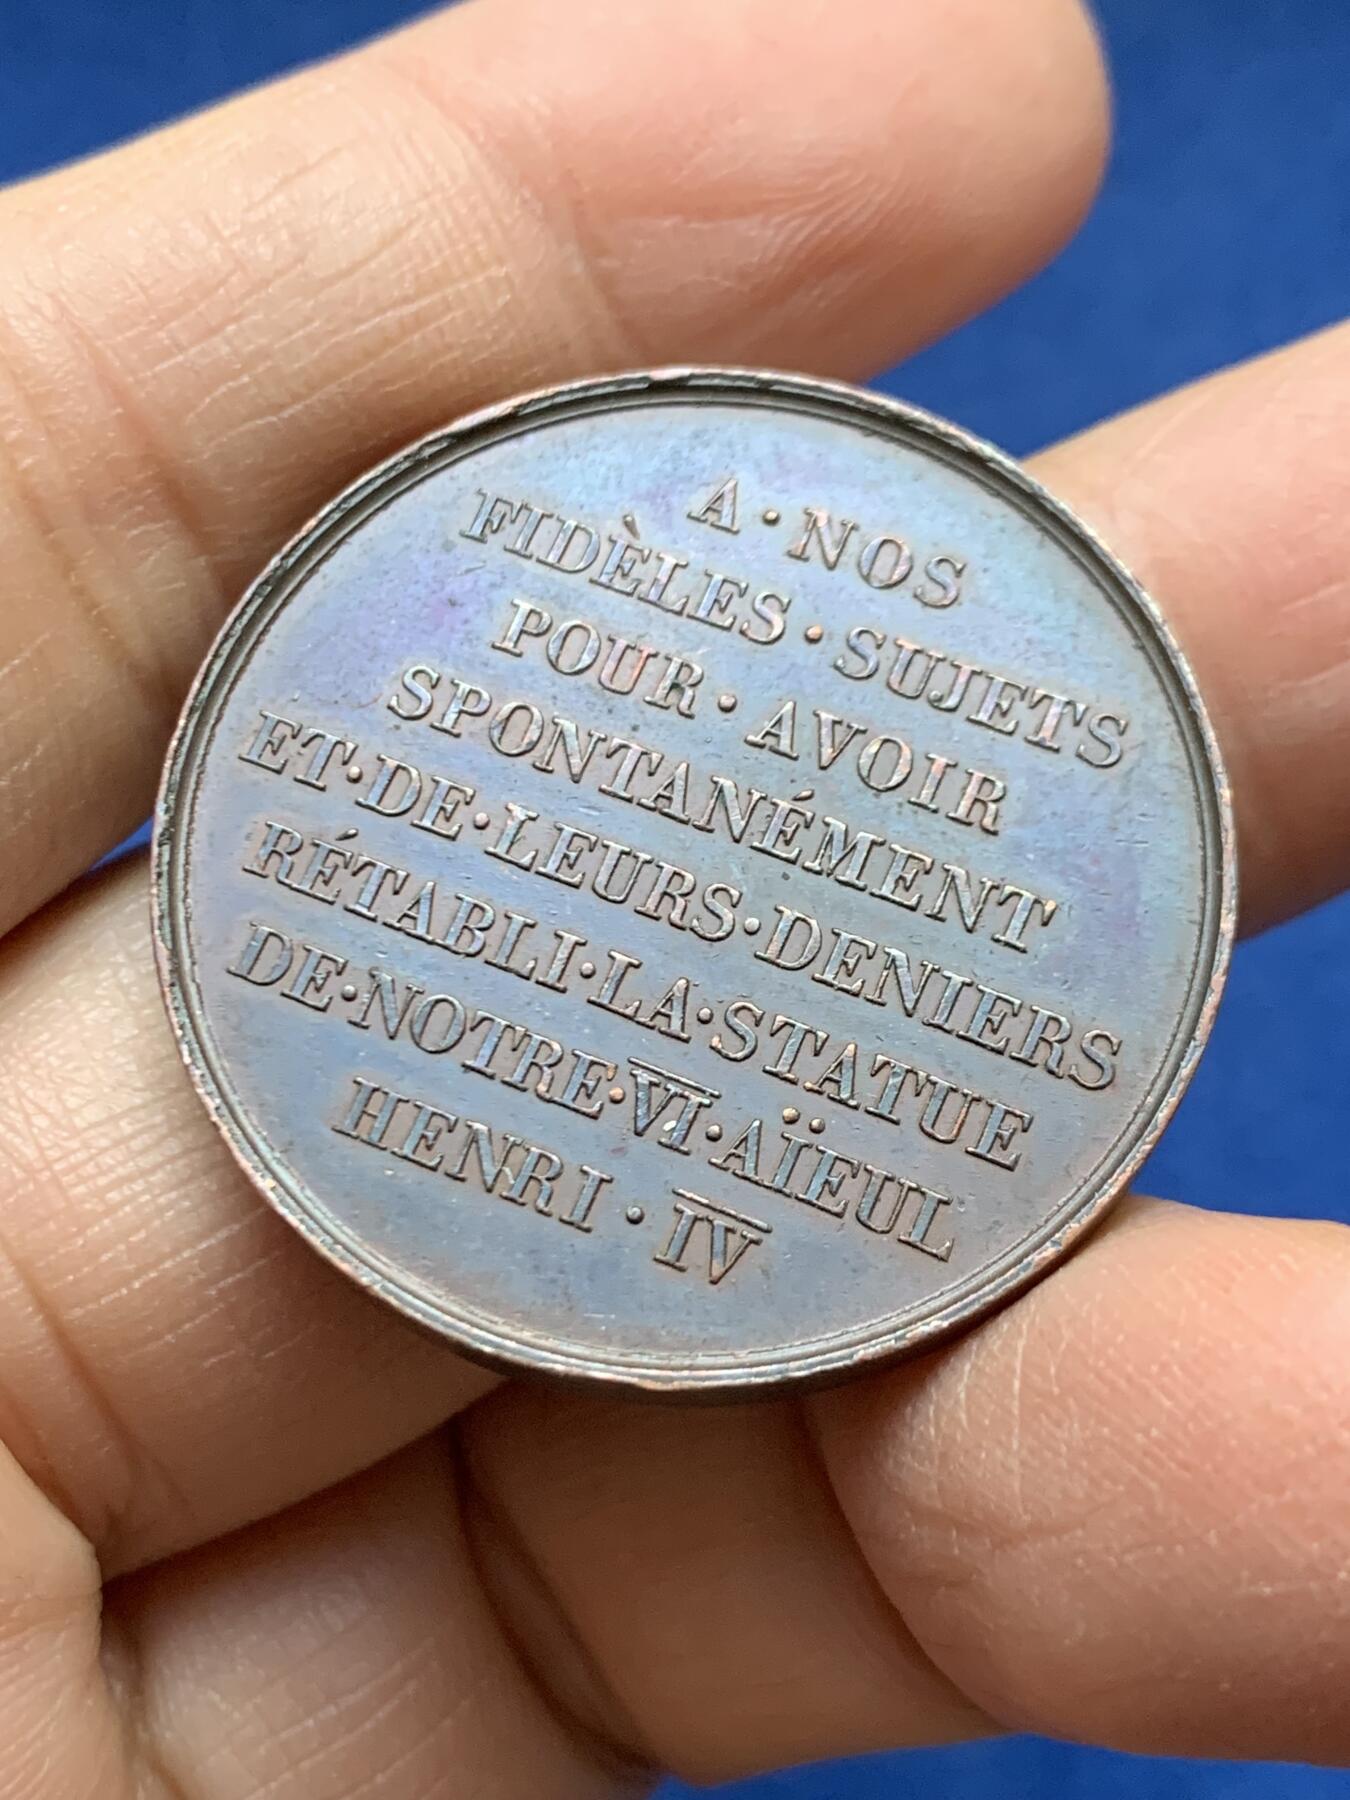 A·NOS
FIDÈLES·SUJETS
POUR·AVOIR
SPONTANÉMENT
ET·DE·LEURS·DENIERS
RÉTABLI·LA·STATUE
DE·NOTRE·VI·AÏEUL
HENRI·IV